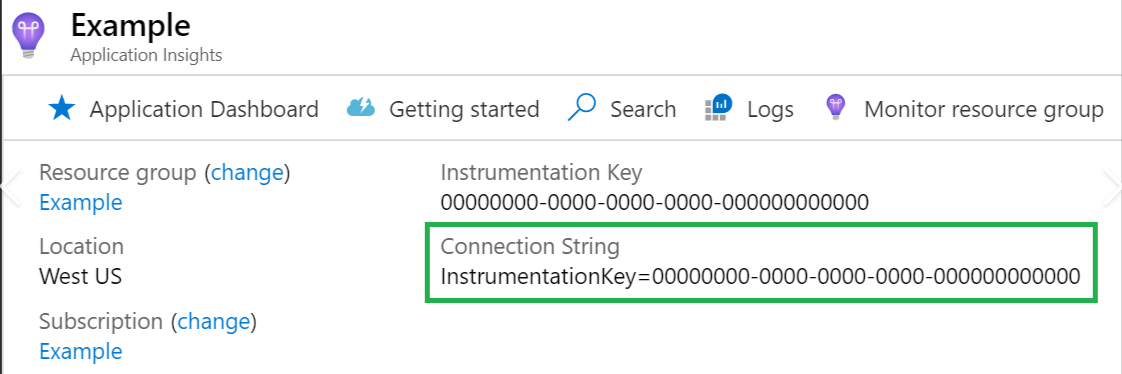 Example
Application Insights
Application Dashboard Getting started Search Logs Monitor resource group
Resource group (change)
Example
Instrumentation Key
00000000-0000-0000-0000-000000000000
Location
West US
Connection String
InstrumentationKey=00000000-0000-0000-0000-000000000000
Subscription (change)
Example